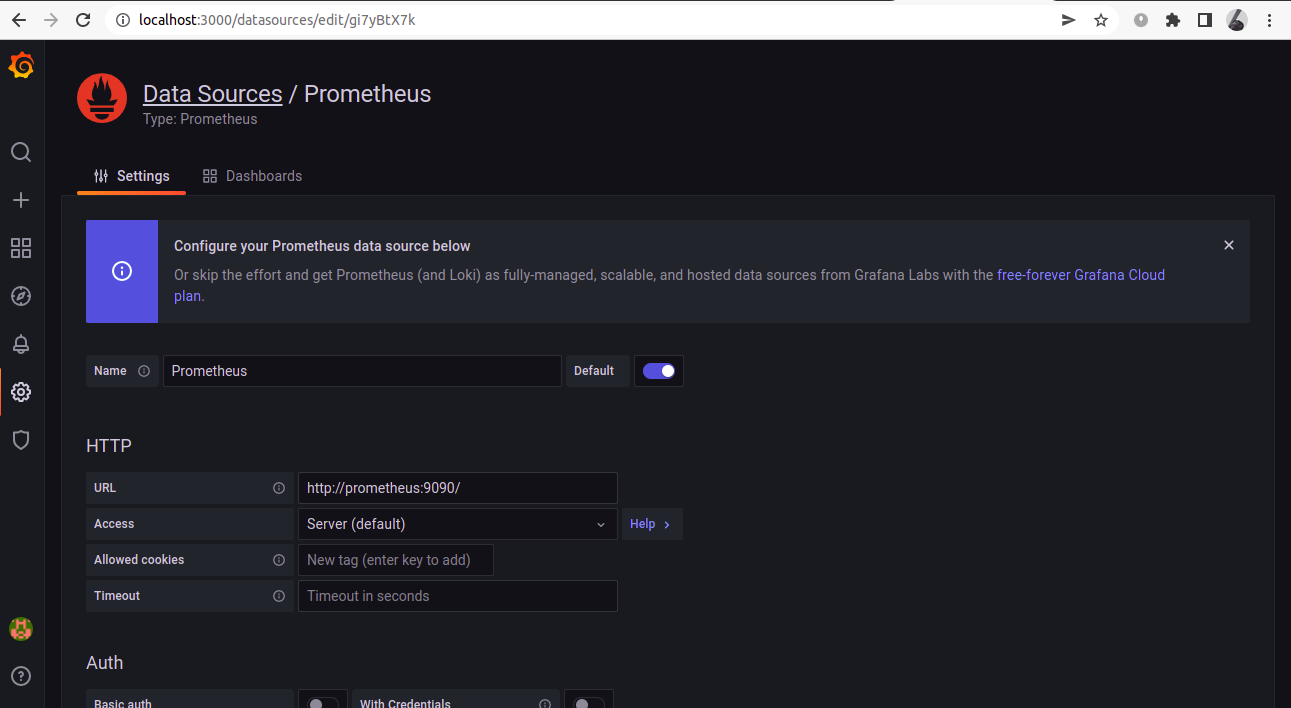 localhost:3000/datasources/edit/gi7yBtX7k
Data Sources / Prometheus
Type: Prometheus
Settings
Dashboards
Configure your Prometheus data source below
Or skip the effort and get Prometheus (and Loki) as fully-managed, scalable, and hosted data sources from Grafana Labs with the free-forever Grafana Cloud
plan.
Name Prometheus Default
HTTP
URL http://prometheus:9090/
Access Server (default) Help
Allowed cookies New tag (enter key to add)
Timeout Timeout in seconds
Auth
Basic auth With Credentials